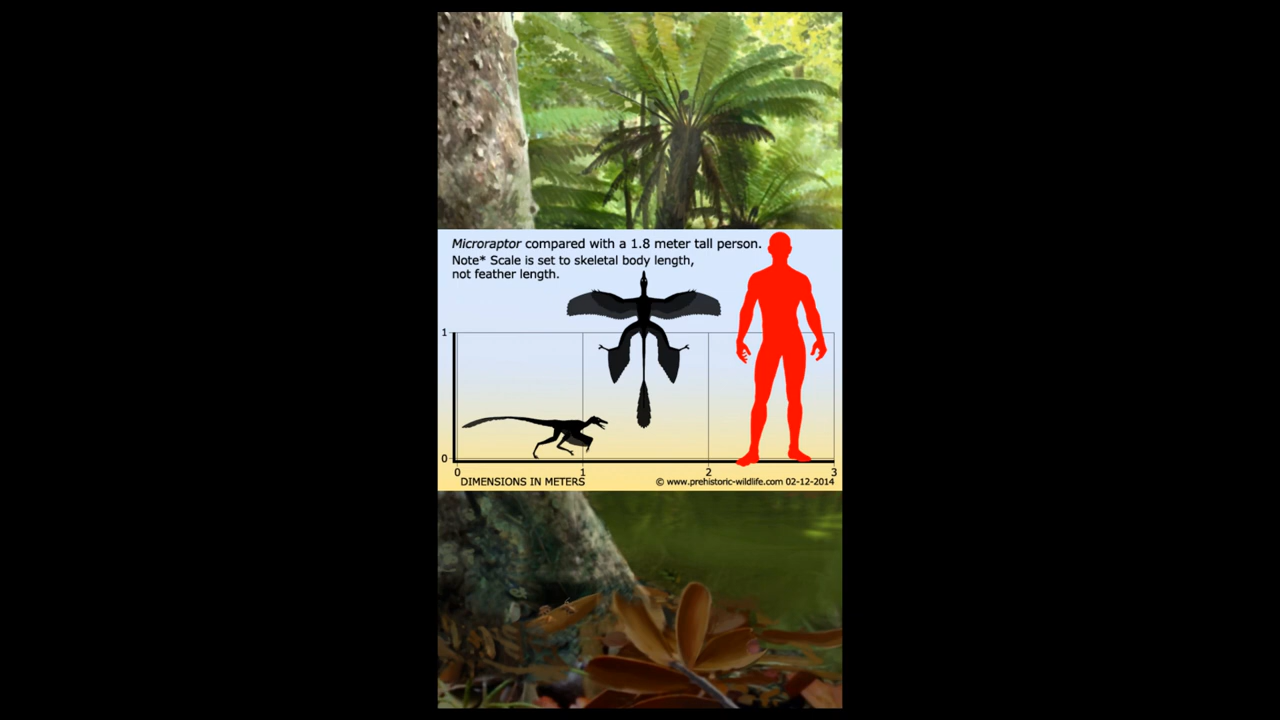 Microraptor compared with a 1.8 meter tall person.
Note* Scale is set to skeletal body length,
not feather length.
1
0
0 1 2 3
DIMENSIONS IN METERS © www.prehistoric-wildlife.com 02-12-2014